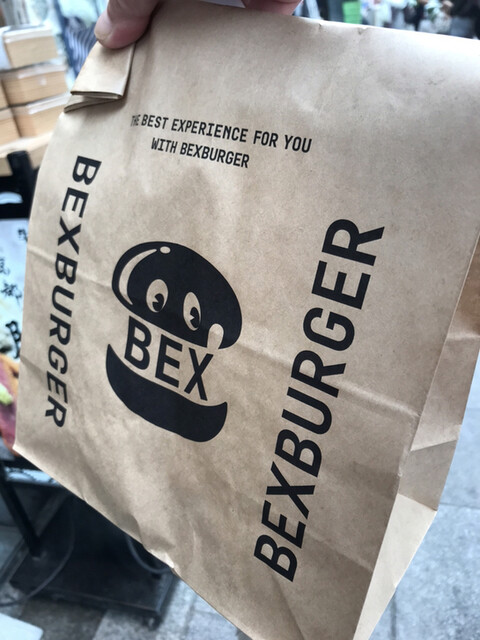 THE BEST EXPERIENCE FOR YOU
WITH BEXBURGER
BEXBURGER
BEX
BEXBURGER